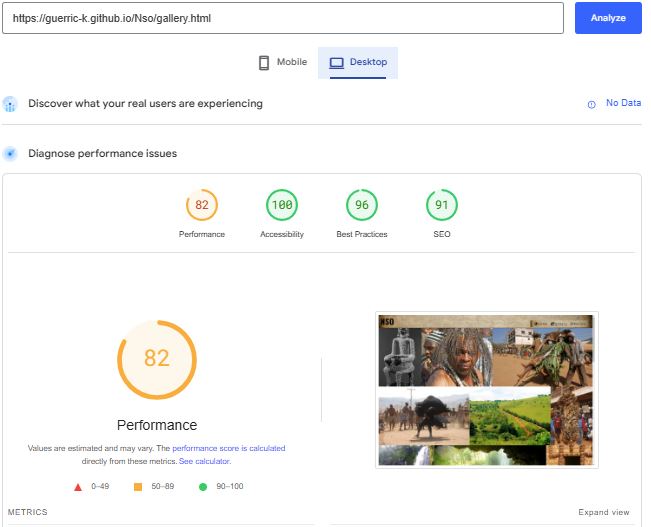 https://guerric-k.github.io/Nso/gallery.html
Analyze
Mobile
Desktop
Discover what your real users are experiencing
No Data
Diagnose performance issues
82
100
96
91
Performance
Accessibility
Best Practices
SEO
82
NSO
Performance
Values are estimated and may vary. The performance score is calculated
directly from these metrics. See calculator.
0–49
50–89
90–100
METRICS
Expand view